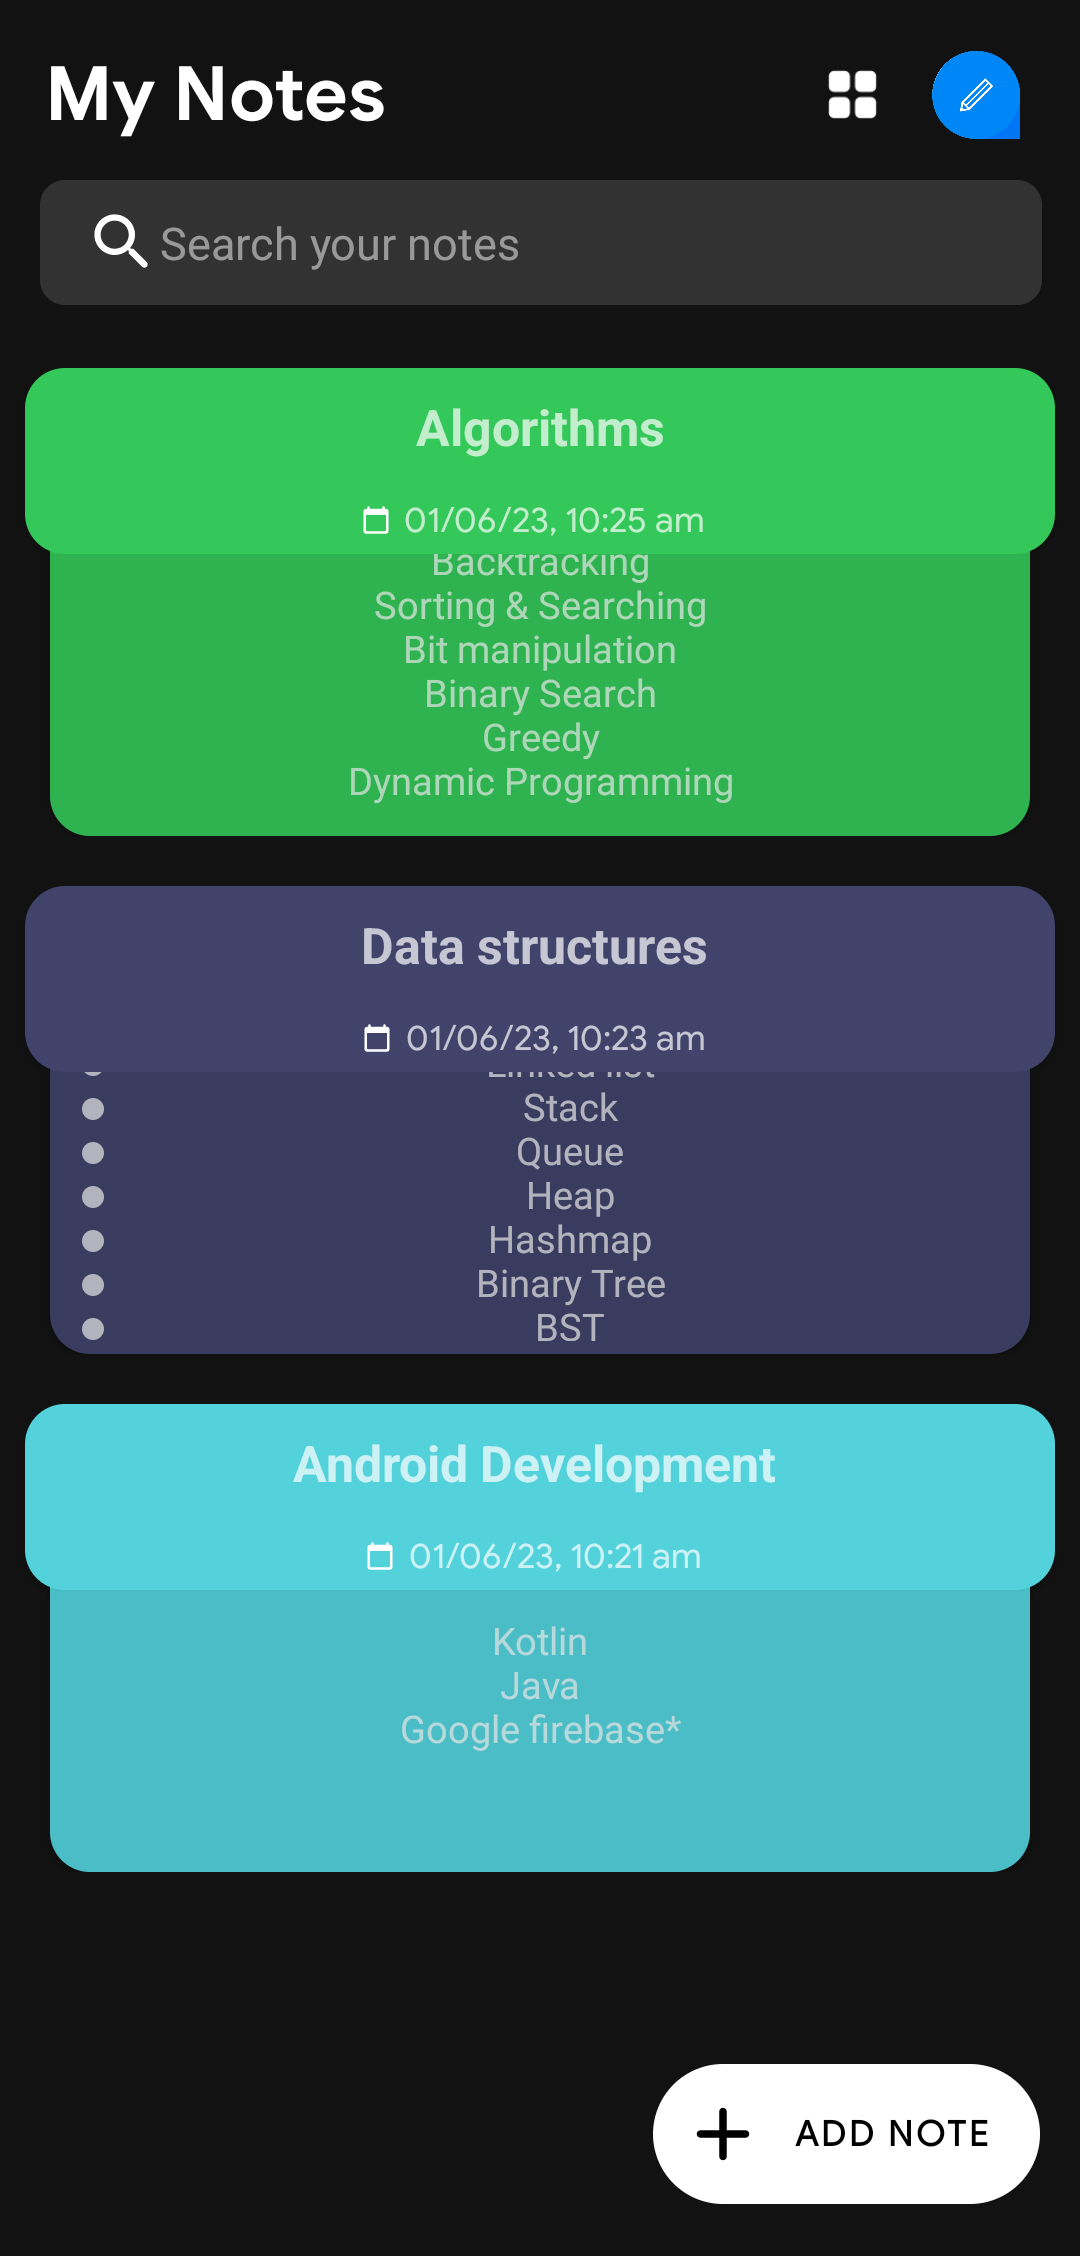 My Notes
Search your notes
Algorithms
01/06/23, 10:25 am
Backtracking
Sorting & Searching
Bit manipulation
Binary Search
Greedy
Dynamic Programming
Data structures
01/06/23, 10:23 am
Linked list
Stack
Queue
Heap
Hashmap
Binary Tree
BST
Android Development
01/06/23, 10:21 am
Kotlin
Java
Google firebase*
ADD NOTE